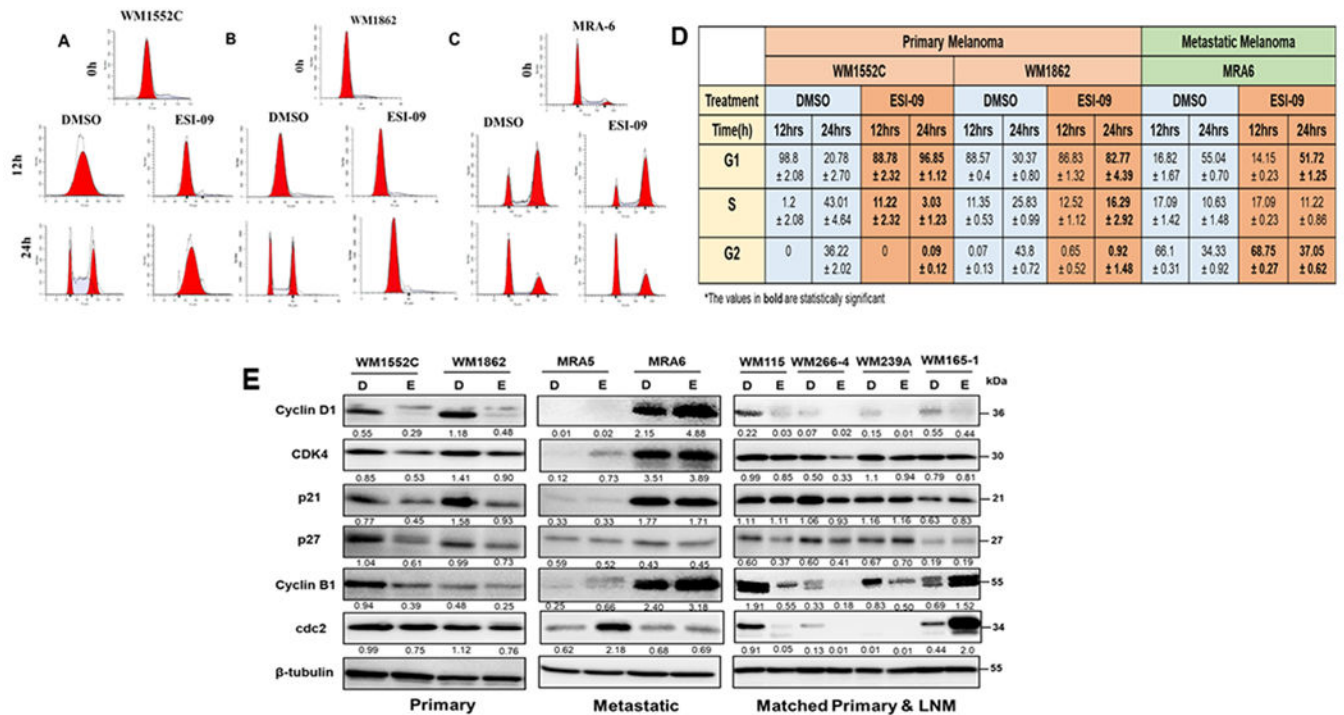 WM1552C
A
0h
DMSO ESI-09
12h
24h
B
WM1862
0h
DMSO ESI-09
C
MRA-6
0h
DMSO ESI-09
D
Primary Melanoma Metastatic Melanoma
WM1552C WM1862 MRA6
Treatment DMSO ESI-09 DMSO ESI-09 DMSO ESI-09
Time(h) 12hrs 24hrs 12hrs 24hrs 12hrs 24hrs 12hrs 24hrs 12hrs 24hrs 12hrs 24hrs
G1 98.8 20.78 88.78 96.85 88.57 30.37 86.83 82.77 16.82 55.04 14.15 51.72
± 2.08 ± 2.70 ± 2.32 ± 1.12 ± 0.4 ± 0.80 ± 1.32 ± 4.39 ± 1.67 ± 0.70 ± 0.23 ± 1.25
S 1.2 43.01 11.22 3.03 11.35 25.83 12.52 16.29 17.09 10.63 17.09 11.22
± 2.08 ± 4.64 ± 2.32 ± 1.23 ± 0.53 ± 0.99 ± 1.12 ± 2.92 ± 1.42 ± 1.48 ± 0.23 ± 0.86
G2 0 36.22 0 0.09 0.07 43.8 0.65 0.92 66.1 34.33 68.75 37.05
± 2.02 ± 0.12 ± 0.13 ± 0.72 ± 0.52 ± 1.48 ± 0.31 ± 0.92 ± 0.27 ± 0.62
*The values in bold are statistically significant
E
WM1552C WM1862 MRA5 MRA6 WM115 WM266-4 WM239A WM165-1
D E D E D E D E D E D E D E D E kDa
Cyclin D1 36
0.55 0.29 1.18 0.48 0.01 0.02 2.15 4.88 0.22 0.03 0.07 0.02 0.15 0.01 0.55 0.44
CDK4 30
0.85 0.53 1.41 0.90 0.12 0.73 3.51 3.89 0.99 0.85 0.50 0.33 1.1 0.94 0.79 0.81
p21 21
0.77 0.45 1.58 0.93 0.33 0.33 1.77 1.71 1.11 1.11 1.06 0.93 1.16 1.16 0.63 0.83
p27 27
1.04 0.61 0.99 0.73 0.59 0.52 0.43 0.45 0.60 0.37 0.60 0.41 0.67 0.70 0.19 0.19
Cyclin B1 55
0.94 0.39 0.48 0.25 0.25 0.66 2.40 3.18 1.91 0.55 0.33 0.18 0.83 0.50 0.69 1.52
cdc2 34
0.99 0.75 1.12 0.76 0.62 2.18 0.68 0.69 0.91 0.05 0.13 0.01 0.01 0.01 0.44 2.0
β-tubulin 55
Primary Metastatic Matched Primary & LNM